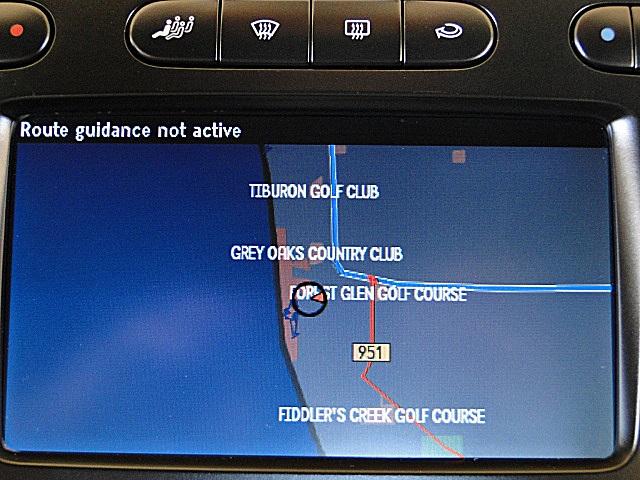 Route guidance not active
TIBURON GOLF CLUB
GREY OAKS COUNTRY CLUB
FOREST GLEN GOLF COURSE
951
FIDDLER'S CREEK GOLF COURSE